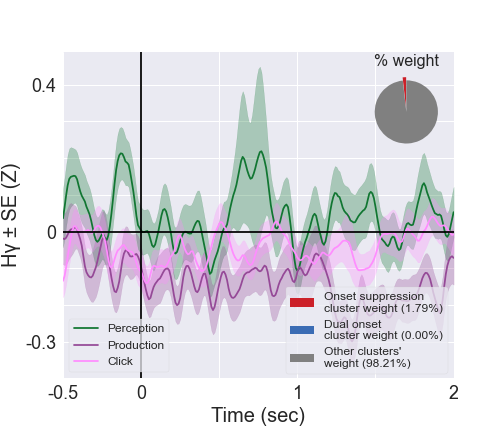 % weight
0.4
0
-0.3
Hγ ± SE (Z)
Perception
Production
Click
Onset suppression
cluster weight (1.79%)
Dual onset
cluster weight (0.00%)
Other clusters'
weight (98.21%)
-0.5
0
1
2
Time (sec)